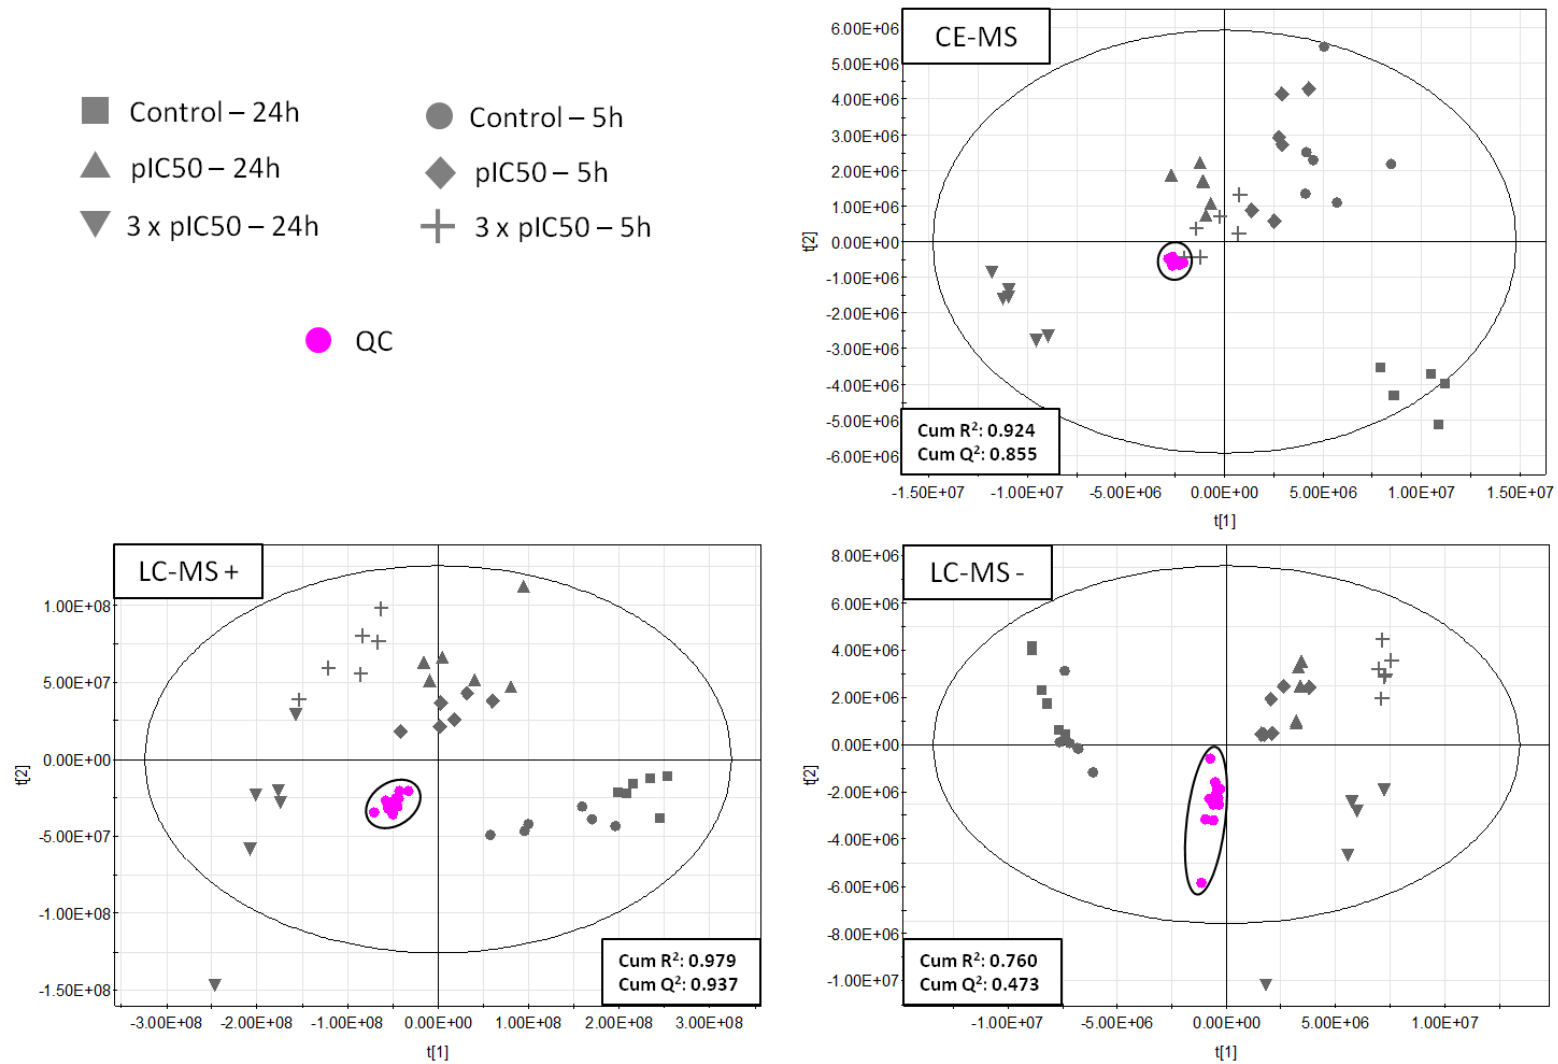 Control – 24h
Control – 5h
pIC50 – 24h
pIC50 – 5h
3 x pIC50 – 24h
3 x pIC50 – 5h
QC
CE-MS
6.00E+06
5.00E+06
4.00E+06
3.00E+06
2.00E+06
1.00E+06
0.00E+00
-1.00E+06
-2.00E+06
-3.00E+06
-4.00E+06
-5.00E+06
-6.00E+06
t[2]
Cum R²: 0.924
Cum Q²: 0.855
-1.50E+07 -1.00E+07 -5.00E+06 0.00E+00 5.00E+06 1.00E+07 1.50E+07
t[1]
LC-MS +
1.00E+08
5.00E+07
0.00E+00
-5.00E+07
-1.00E+08
-1.50E+08
t[2]
Cum R²: 0.979
Cum Q²: 0.937
-3.00E+08 -2.00E+08 -1.00E+08 0.00E+00 1.00E+08 2.00E+08 3.00E+08
t[1]
LC-MS -
8.00E+06
6.00E+06
4.00E+06
2.00E+06
0.00E+00
-2.00E+06
-4.00E+06
-6.00E+06
-8.00E+06
-1.00E+07
t[2]
Cum R²: 0.760
Cum Q²: 0.473
-1.00E+07 -5.00E+06 0.00E+00 5.00E+06 1.00E+07
t[1]